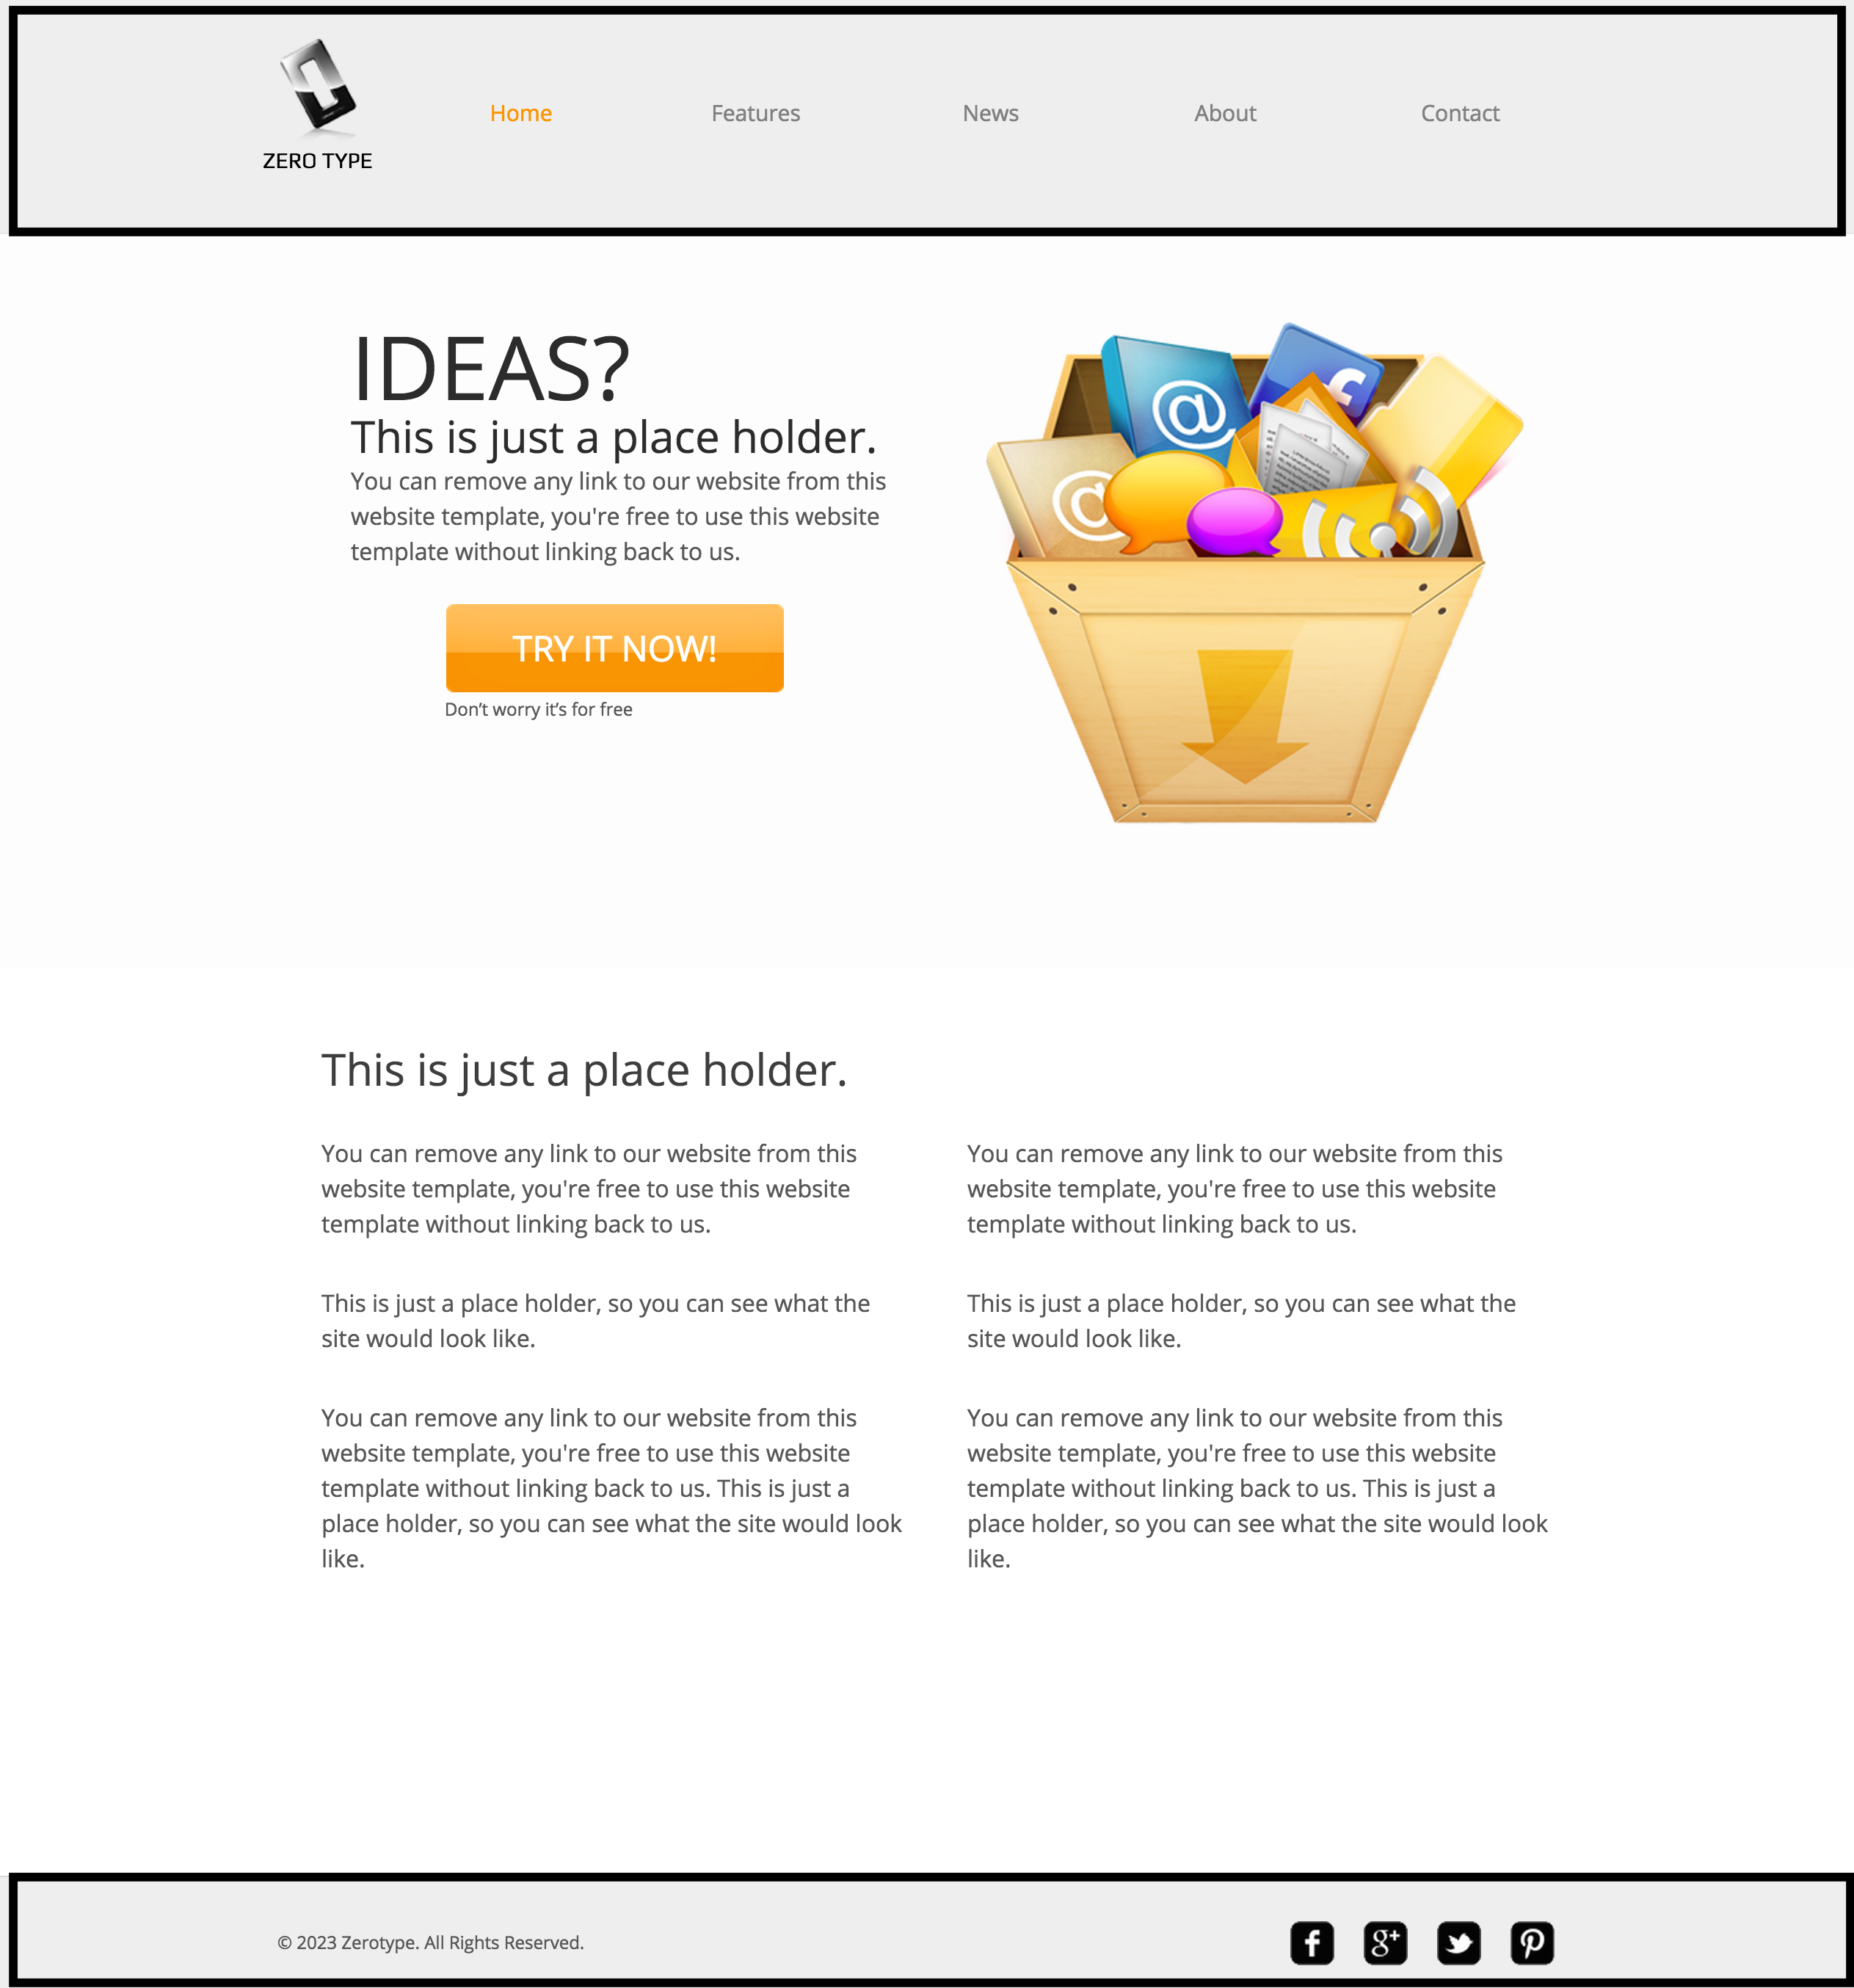 ZERO TYPE
Home
Features
News
About
Contact
IDEAS?
This is just a place holder.
You can remove any link to our website from this
website template, you're free to use this website
template without linking back to us.
TRY IT NOW!
Don’t worry it’s for free
This is just a place holder.
You can remove any link to our website from this
website template, you're free to use this website
template without linking back to us.
This is just a place holder, so you can see what the
site would look like.
You can remove any link to our website from this
website template, you're free to use this website
template without linking back to us. This is just a
place holder, so you can see what the site would look
like.
You can remove any link to our website from this
website template, you're free to use this website
template without linking back to us.
This is just a place holder, so you can see what the
site would look like.
You can remove any link to our website from this
website template, you're free to use this website
template without linking back to us. This is just a
place holder, so you can see what the site would look
like.
© 2023 Zerotype. All Rights Reserved.